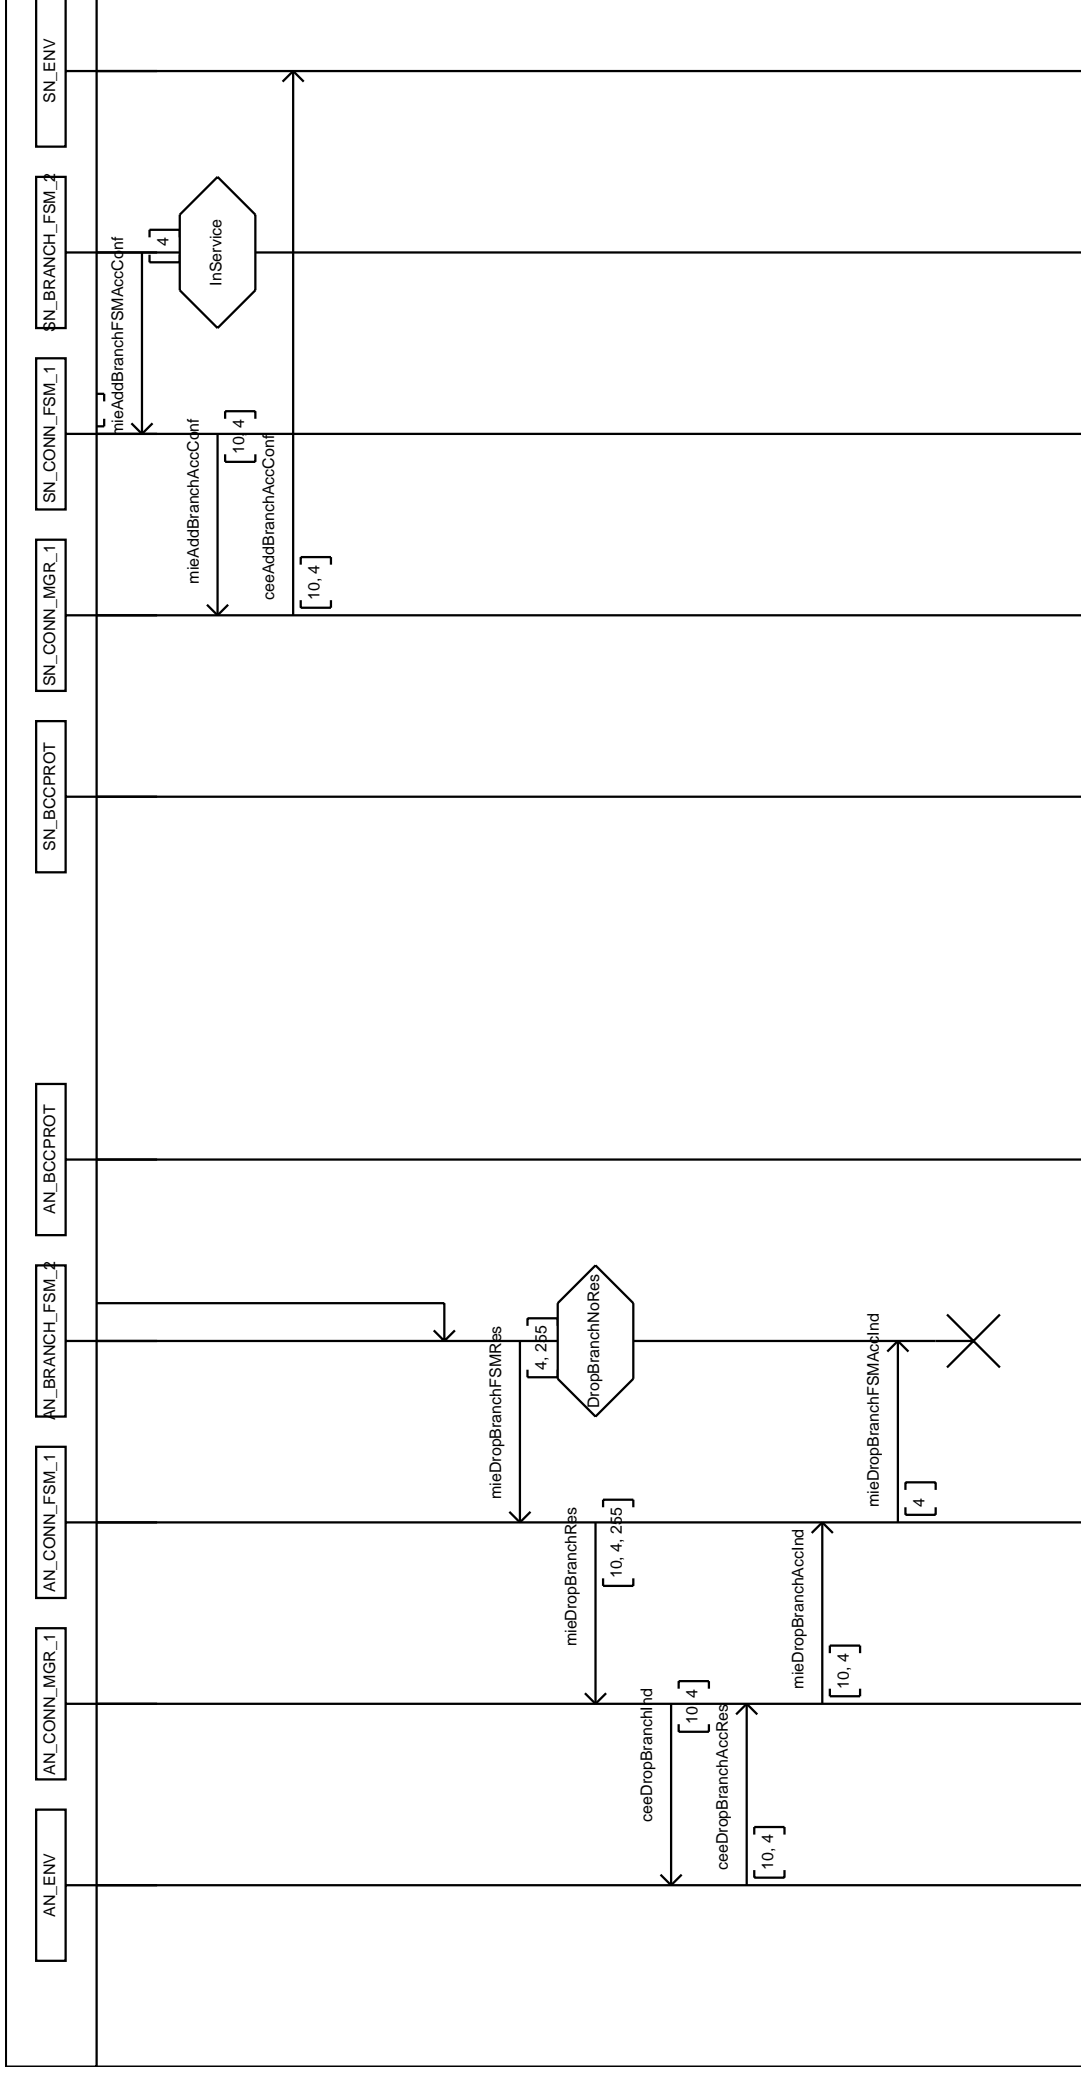 AN_ENV
AN_CONN_MGR_1
AN_CONN_FSM_1
AN_BRANCH_FSM_2
AN_BCCPROT
SN_BCCPROT
SN_CONN_MGR_1
SN_CONN_FSM_1
SN_BRANCH_FSM_2
SN_ENV
mieAddBranchFSMAccConf
4
InService
mieAddBranchAccConf
10, 4
ceeAddBranchAccConf
10, 4
mieDropBranchFSMRes
4, 255
DropBranchNoRes
mieDropBranchRes
10, 4, 255
ceeDropBranchInd
10, 4
ceeDropBranchAccRes
10, 4
mieDropBranchAccInd
10, 4
mieDropBranchFSMAccInd
4